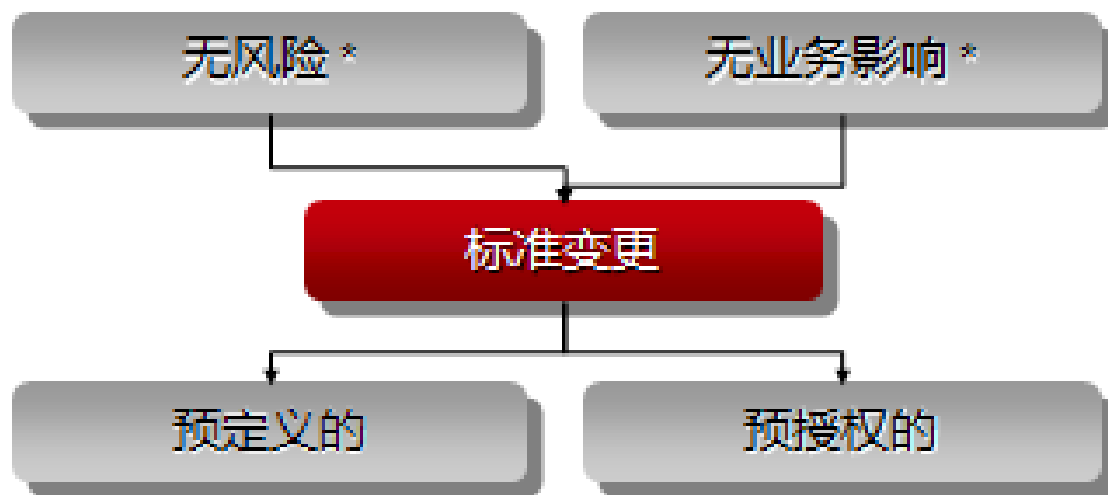 无风险 *
无业务影响 *
标准变更
预定义的
预授权的